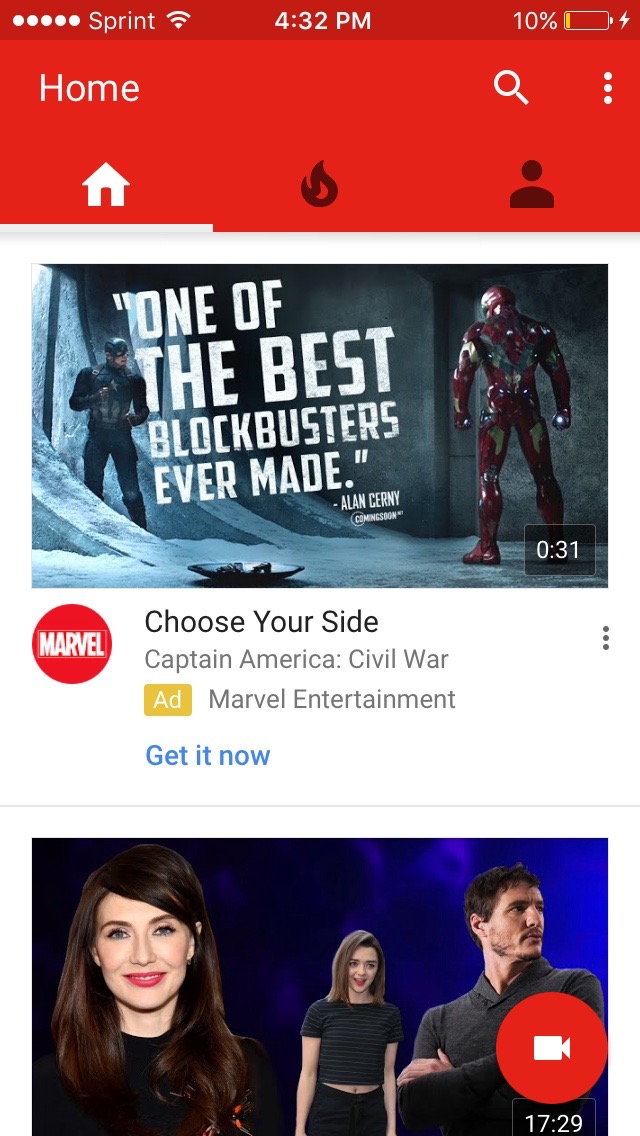 Sprint 4:32 PM 10%
Home
"ONE OF
THE BEST
BLOCKBUSTERS
EVER MADE."
- ALAN CERNY
COMINGSOON.NET
0:31
MARVEL
Choose Your Side
Captain America: Civil War
Ad Marvel Entertainment
Get it now
17:29